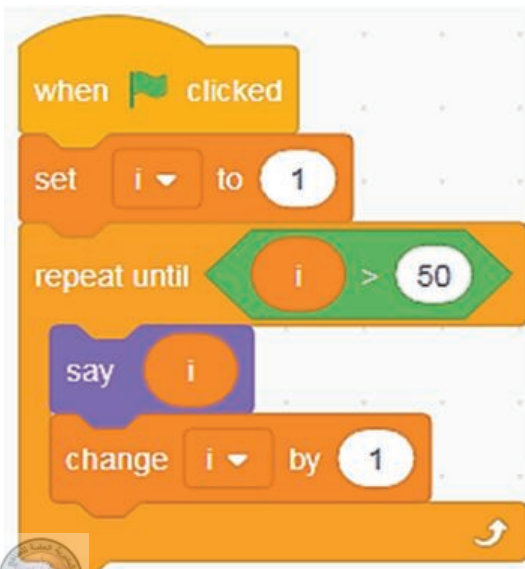 when clicked
set i to 1
repeat until i > 50
say i
change i by 1